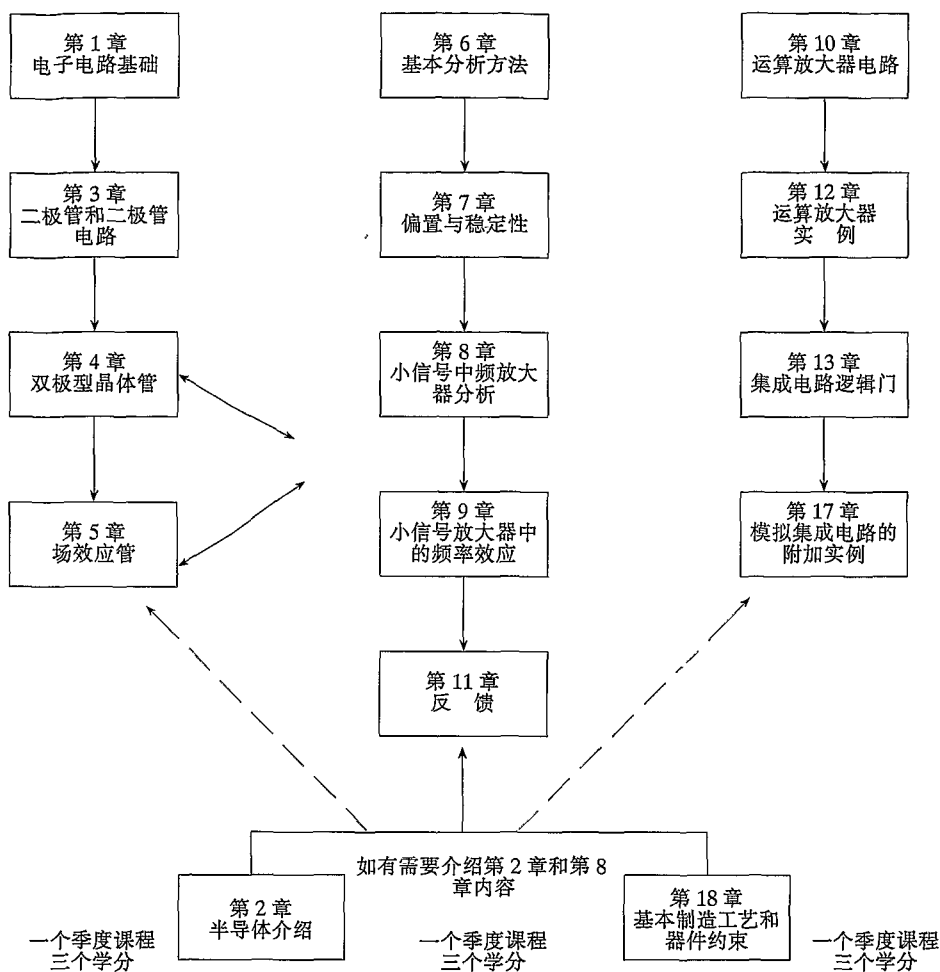 第 1 章
电子电路基础
第 3 章
二极管和二极管
电路
第 4 章
双极型晶体管
第 5 章
场效应管
第 6 章
基本分析方法
第 7 章
偏置与稳定性
第 8 章
小信号中频放大
器分析
第 9 章
小信号放大器中
的频率效应
第 11 章
反 馈
第 10 章
运算放大器电路
第 12 章
运算放大器
实 例
第 13 章
集成电路逻辑门
第 17 章
模拟集成电路的
附加实例
如有需要介绍第 2 章和第 8
章内容
第 2 章
半导体介绍
第 18 章
基本制造工艺和
器件约束
一个季度课程
三个学分
一个季度课程
三个学分
一个季度课程
三个学分